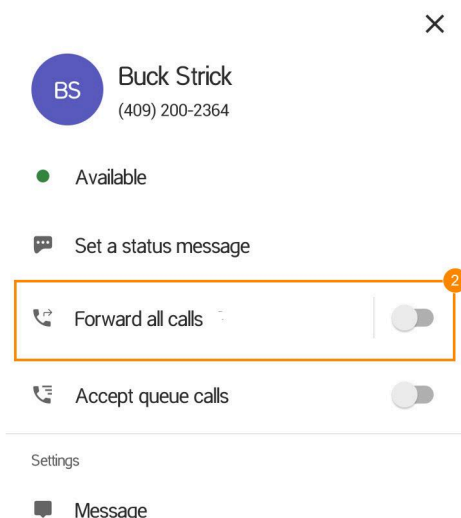 BS
Buck Strick
(409) 200-2364
Available
Set a status message
2
Forward all calls
Accept queue calls
Settings
Message